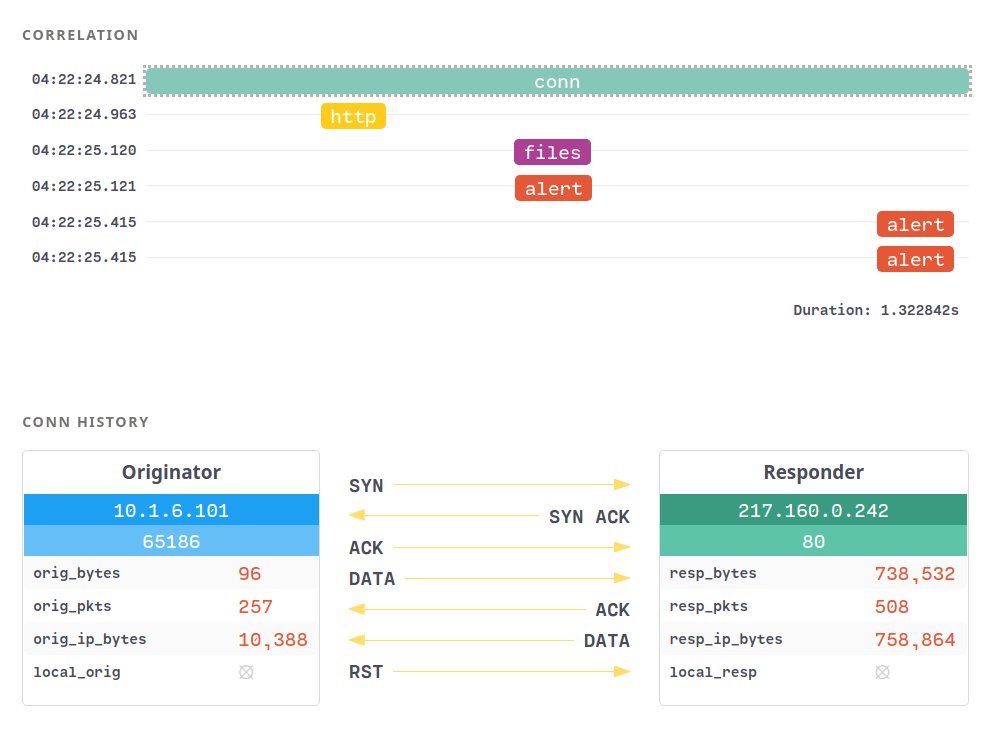 CORRELATION
04:22:24.821 conn
04:22:24.963 http
04:22:25.120 files
04:22:25.121 alert
04:22:25.415 alert
04:22:25.415 alert
Duration: 1.322842s
CONN HISTORY
Originator
10.1.6.101
65186
orig_bytes 96
orig_pkts 257
orig_ip_bytes 10,388
local_orig
SYN
SYN ACK
ACK
DATA
ACK
DATA
RST
Responder
217.160.0.242
80
resp_bytes 738,532
resp_pkts 508
resp_ip_bytes 758,864
local_resp